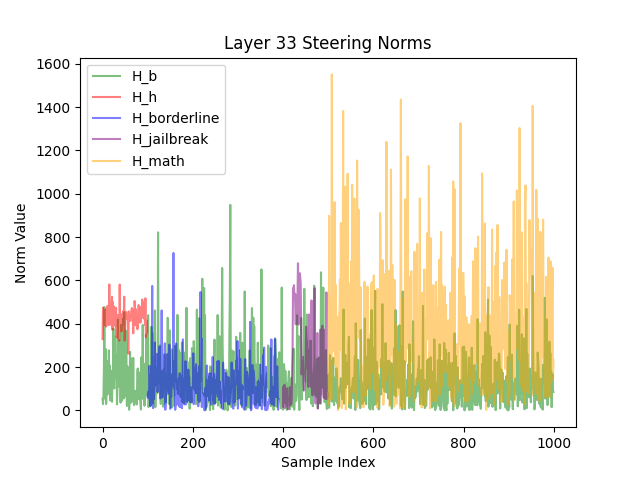 Layer 33 Steering Norms
1600
1400
1200
1000
800
600
400
200
0
Norm Value
H_b
H_h
H_borderline
H_jailbreak
H_math
0
200
400
600
800
1000
Sample Index